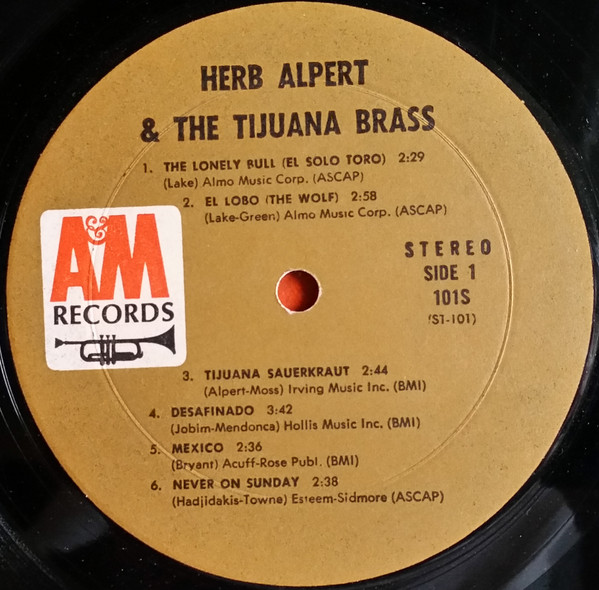 HERB ALPERT
& THE TIJUANA BRASS
1. THE LONELY BULL (EL SOLO TORO) 2:29
(Lake) Almo Music Corp. (ASCAP)
2. EL LOBO (THE WOLF) 2:58
(Lake-Green) Almo Music Corp. (ASCAP)
A&M
RECORDS
STEREO
SIDE 1
101S
(ST-101)
3. TIJUANA SAUERKRAUT 2:44
(Alpert-Moss) Irving Music Inc. (BMI)
4. DESAFINADO 3:42
(Jobim-Mendonca) Hollis Music Inc. (BMI)
5. MEXICO 2:36
(Bryant) Acuff-Rose Publ. (BMI)
6. NEVER ON SUNDAY 2:38
(Hadjidakis-Towne) Esteem-Sidmore (ASCAP)